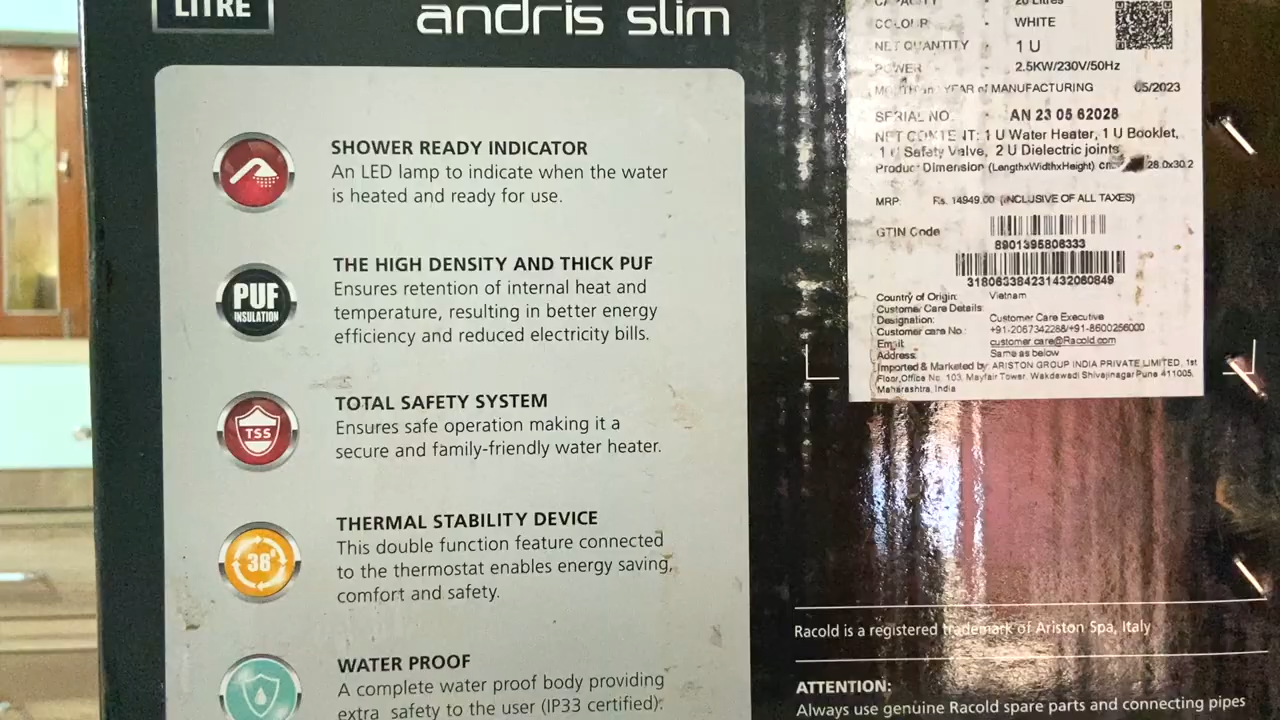 LITRE
andris slim
SHOWER READY INDICATOR
An LED lamp to indicate when the water
is heated and ready for use.
PUF
INSULATION
THE HIGH DENSITY AND THICK PUF
Ensures retention of internal heat and
temperature, resulting in better energy
efficiency and reduced electricity bills.
TSS
TOTAL SAFETY SYSTEM
Ensures safe operation making it a
secure and family-friendly water heater.
38°
THERMAL STABILITY DEVICE
This double function feature connected
to the thermostat enables energy saving,
comfort and safety.
WATER PROOF
A complete water proof body providing
extra safety to the user (IP33 certified).
CAPACITY - 20 Litres
COLOUR - WHITE
NET QUANTITY - 1 U
POWER - 2.5KW/230V/50Hz
MONTH and YEAR of MANUFACTURING 05/2023
SERIAL NO. AN 23 05 62028
NET CONTENT: 1 U Water Heater, 1 U Booklet,
1 U Safety Valve, 2 U Dielectric joints
Product Dimension (LengthxWidthxHeight) cm 28.0x30.2
MRP: Rs. 14949.00 (INCLUSIVE OF ALL TAXES)
GTIN Code
8901395806333
318063384231432060849
Country of Origin: Vietnam
Customer Care Details:
Designation: Customer Care Executive
Customer care No.: +91-2067342288/+91-8600256000
Email: customer.care@Racold.com
Address: Same as below
Imported & Marketed by: ARISTON GROUP INDIA PRIVATE LIMITED, 1st
Floor,Office No. 103, Mayfair Tower, Wakdewadi Shivajinagar Pune 411005,
Maharashtra, India
Racold is a registered trademark of Ariston Spa, Italy
ATTENTION:
Always use genuine Racold spare parts and connecting pipes